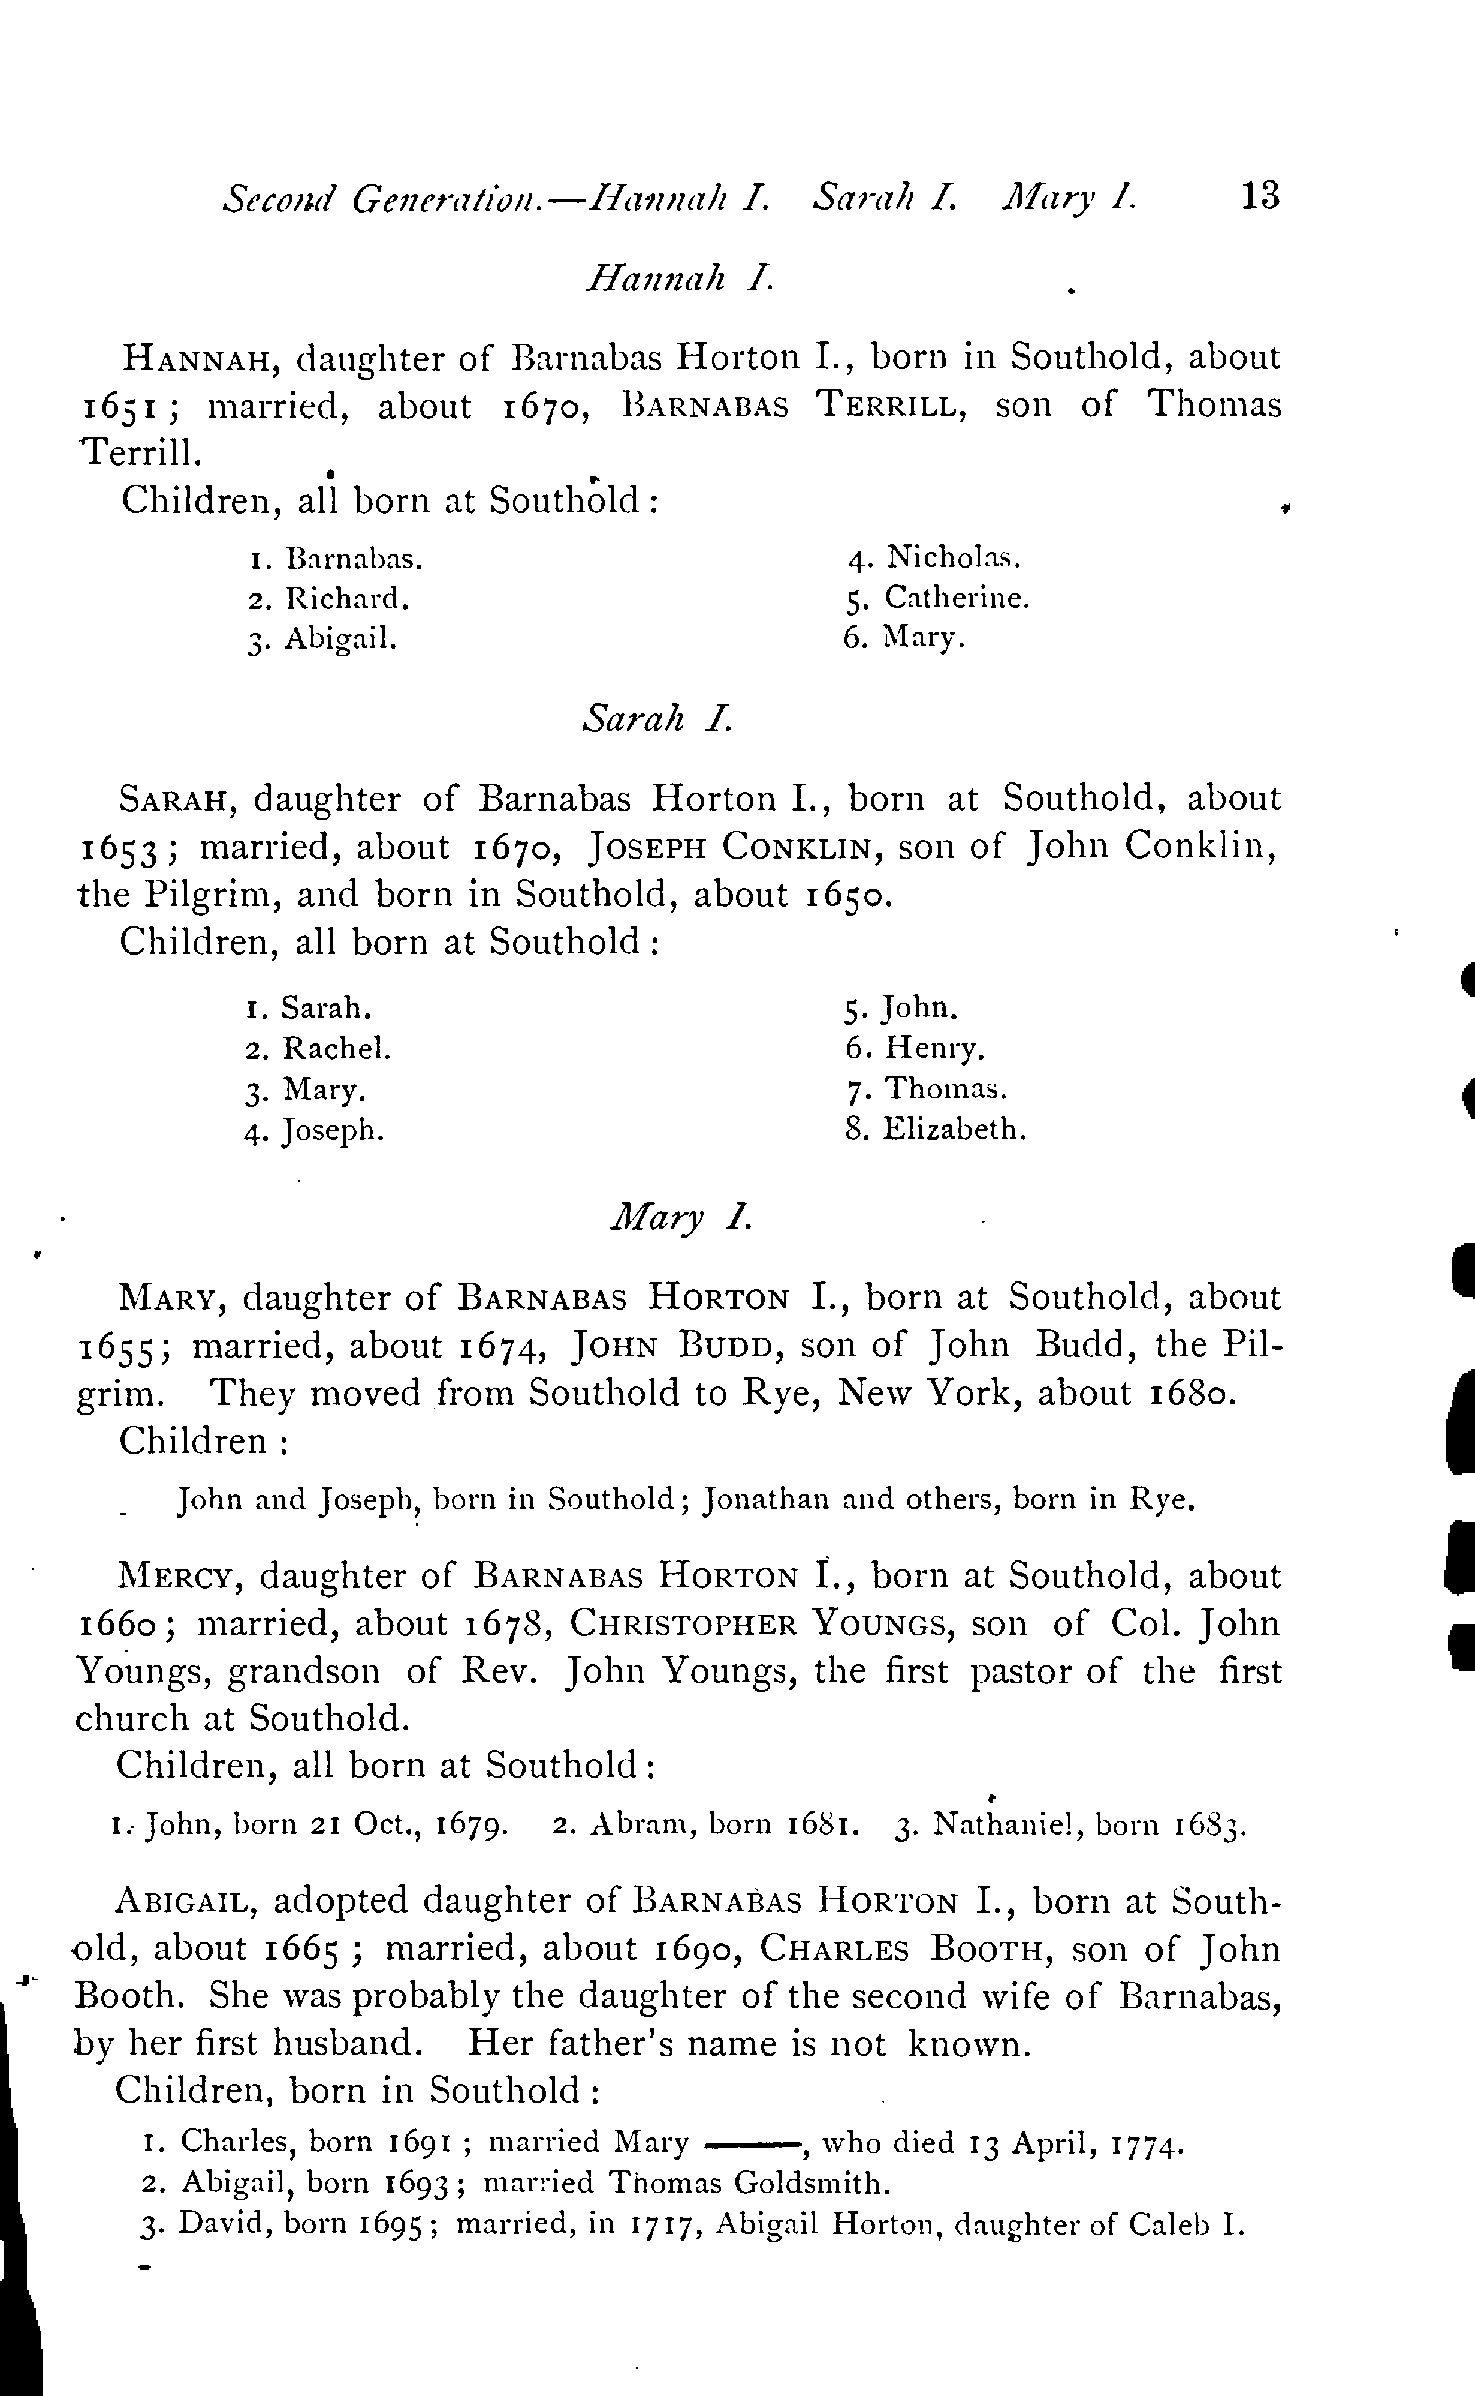 Second Generation.—Hannah I. Sarah I. Mary I. 13
Hannah I.
HANNAH, daughter of Barnabas Horton I., born in Southold, about
1651; married, about 1670, BARNABAS TERRILL, son of Thomas
Terrill.
Children, all born at Southold:
1. Barnabas.
2. Richard.
3. Abigail.
4. Nicholas.
5. Catherine.
6. Mary.
Sarah I.
SARAH, daughter of Barnabas Horton I., born at Southold, about
1653; married, about 1670, JOSEPH CONKLIN, son of John Conklin,
the Pilgrim, and born in Southold, about 1650.
Children, all born at Southold:
1. Sarah.
2. Rachel.
3. Mary.
4. Joseph.
5. John.
6. Henry.
7. Thomas.
8. Elizabeth.
Mary I.
MARY, daughter of BARNABAS HORTON I., born at Southold, about
1655; married, about 1674, JOHN BUDD, son of John Budd, the Pil-
grim. They moved from Southold to Rye, New York, about 1680.
Children:
John and Joseph, born in Southold; Jonathan and others, born in Rye.
MERCY, daughter of BARNABAS HORTON I., born at Southold, about
1660; married, about 1678, CHRISTOPHER YOUNGS, son of Col. John
Youngs, grandson of Rev. John Youngs, the first pastor of the first
church at Southold.
Children, all born at Southold:
1. John, born 21 Oct., 1679. 2. Abram, born 1681. 3. Nathaniel, born 1683.
ABIGAIL, adopted daughter of BARNABAS HORTON I., born at South-
old, about 1665; married, about 1690, CHARLES BOOTH, son of John
Booth. She was probably the daughter of the second wife of Barnabas,
by her first husband. Her father's name is not known.
Children, born in Southold:
1. Charles, born 1691; married Mary ——, who died 13 April, 1774.
2. Abigail, born 1693; married Thomas Goldsmith.
3. David, born 1695; married, in 1717, Abigail Horton, daughter of Caleb I.